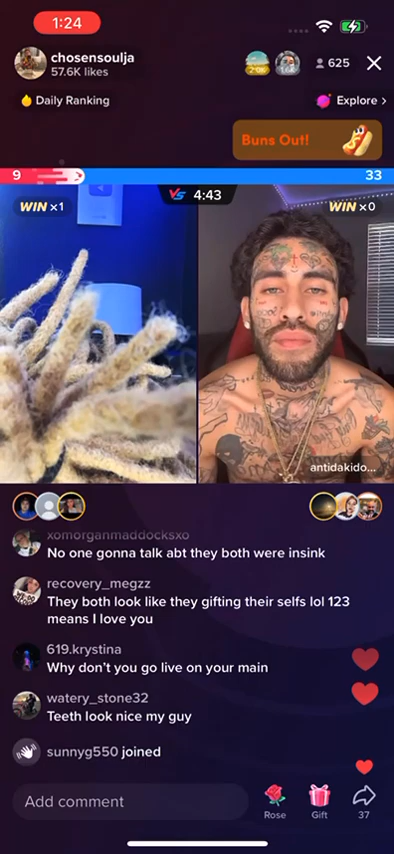 1:24
chosensoulja
57.6K likes
625
Daily Ranking
Explore >
Buns Out!
9
33
WIN x1
VS 4:43
WIN x0
antidakido...
xomorganmaddocksxo
No one gonna talk abt they both were insink
recovery_megzz
They both look like they gifting their selfs lol 123
means I love you
619.krystina
Why don't you go live on your main
watery_stone32
Teeth look nice my guy
sunnyg550 joined
Add comment
Rose
Gift
37